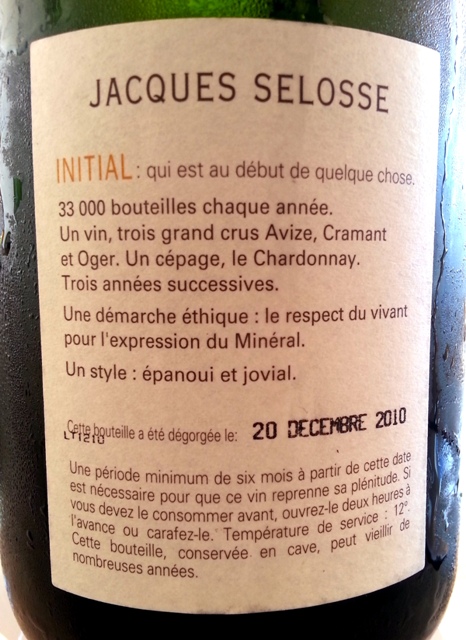 JACQUES SELOSSE
INITIAL : qui est au début de quelque chose.
33 000 bouteilles chaque année.
Un vin, trois grand crus Avize, Cramant
et Oger. Un cépage, le Chardonnay.
Trois années successives.
Une démarche éthique : le respect du vivant
pour l'expression du Minéral.
Un style : épanoui et jovial.
Cette bouteille a été dégorgée le: 20 DECEMBRE 2010
LT1210
Une période minimum de six mois à partir de cette date
est nécessaire pour que ce vin reprenne sa plénitude. Si
vous devez le consommer avant, ouvrez-le deux heures à
l'avance ou carafez-le. Température de service : 12°.
Cette bouteille, conservée en cave, peut vieillir de
nombreuses années.